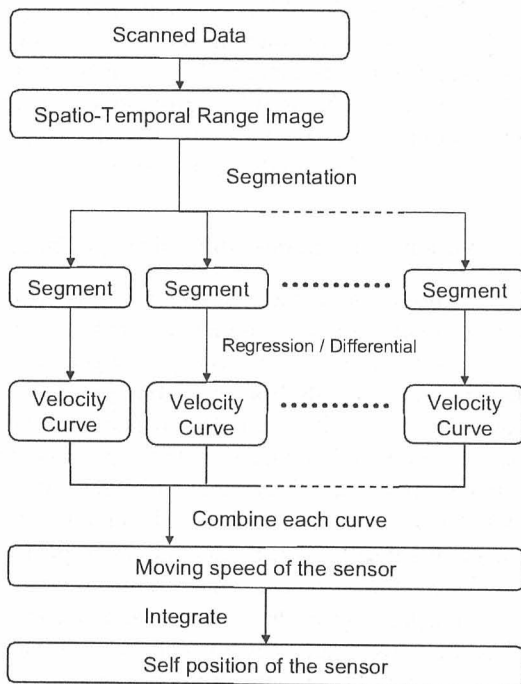 Scanned Data
Spatio-Temporal Range Image
Segmentation
Segment
Segment
Segment
Regression / Differential
Velocity
Curve
Velocity
Curve
Velocity
Curve
Combine each curve
Moving speed of the sensor
Integrate
Self position of the sensor